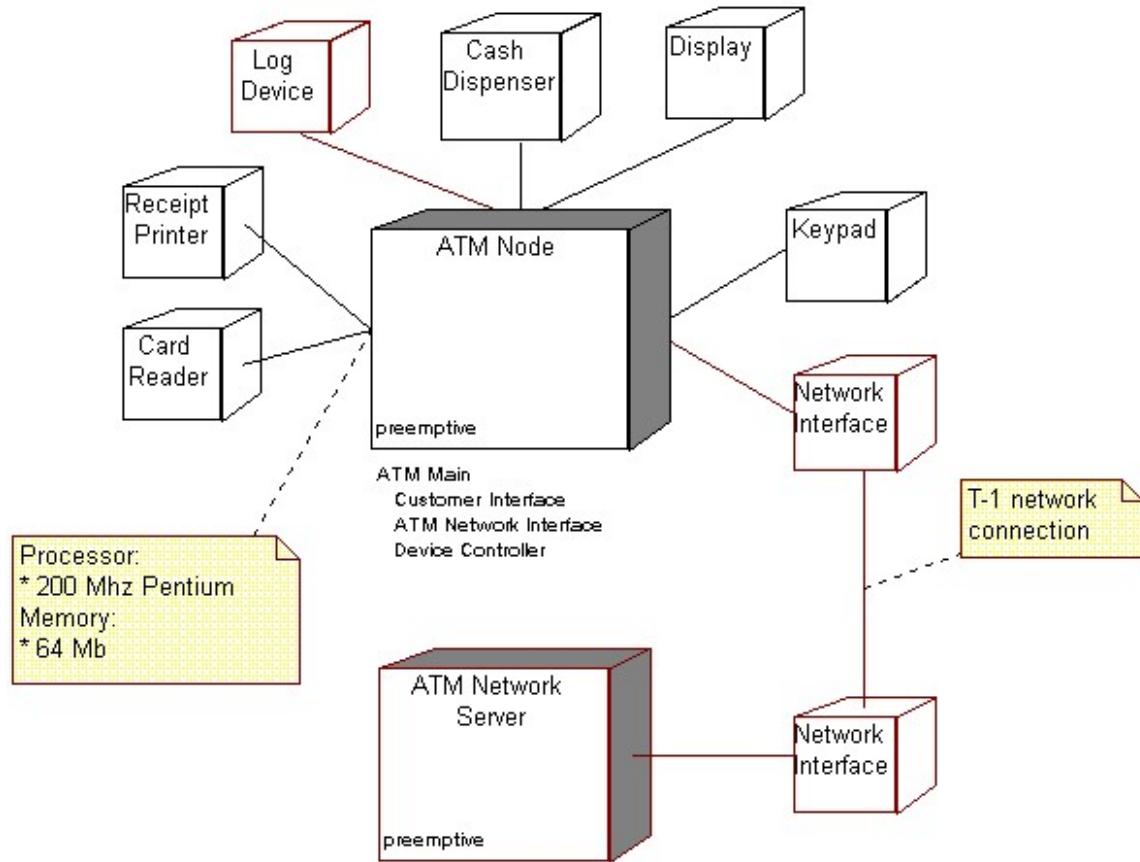 Log
Device
Cash
Dispenser
Display
Receipt
Printer
ATM Node
Keypad
Card
Reader
preemptive
Network
Interface
ATM Main
Customer Interface
ATM Network Interface
Device Controller
T-1 network
connection
Processor:
* 200 Mhz Pentium
Memory:
* 64 Mb
ATM Network
Server
preemptive
Network
Interface